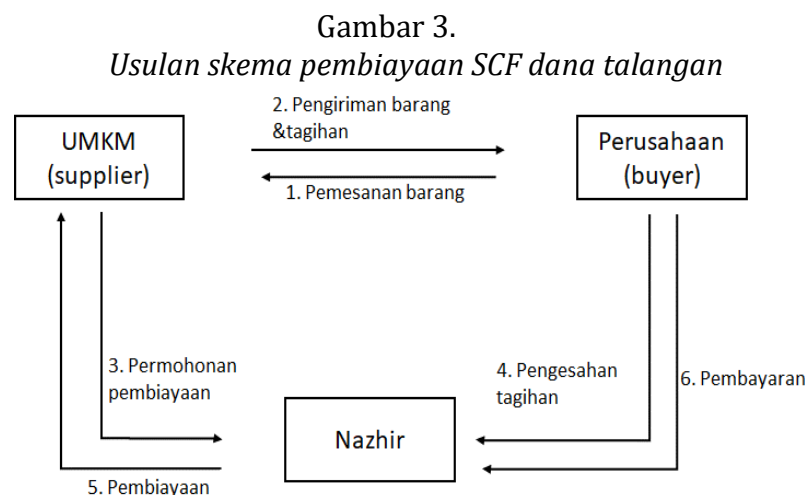 Gambar 3.
Usulan skema pembiayaan SCF dana talangan
2. Pengiriman barang
&tagihan
UMKM
(supplier)
Perusahaan
(buyer)
1. Pemesanan barang
3. Permohonan
pembiayaan
4. Pengesahan
tagihan
6. Pembayaran
Nazhir
5. Pembiayaan